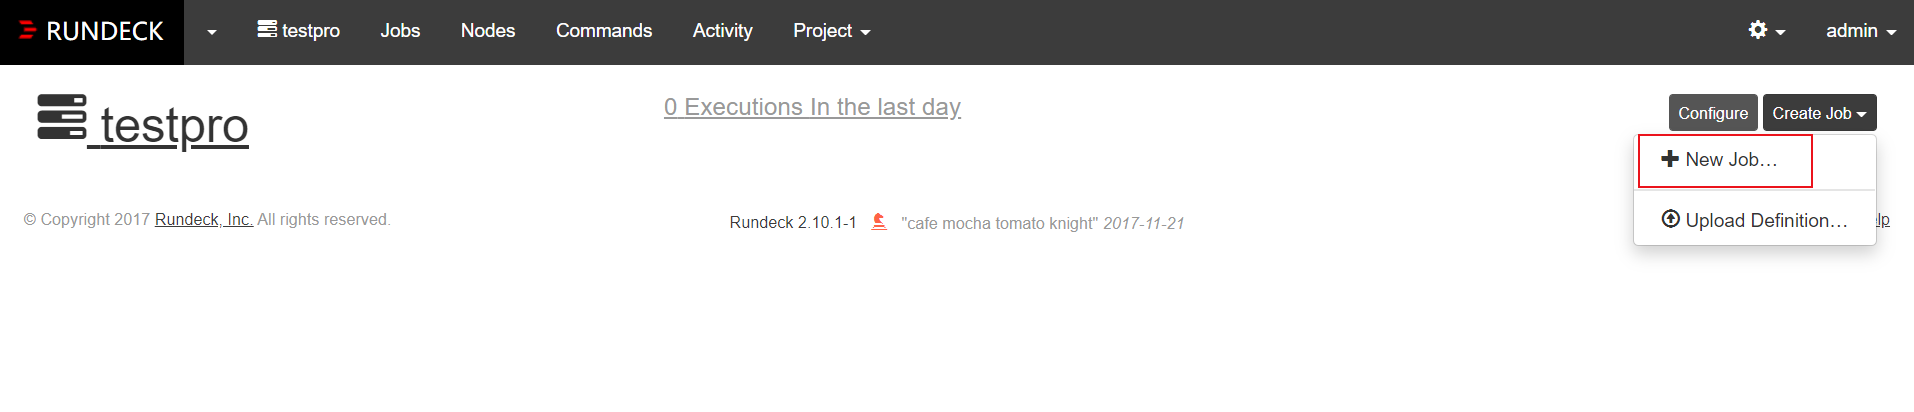 RUNDECK testpro Jobs Nodes Commands Activity Project admin
testpro
0 Executions In the last day
Configure Create Job
New Job...
Upload Definition...
© Copyright 2017 Rundeck, Inc. All rights reserved.
Rundeck 2.10.1-1 "cafe mocha tomato knight" 2017-11-21
lp